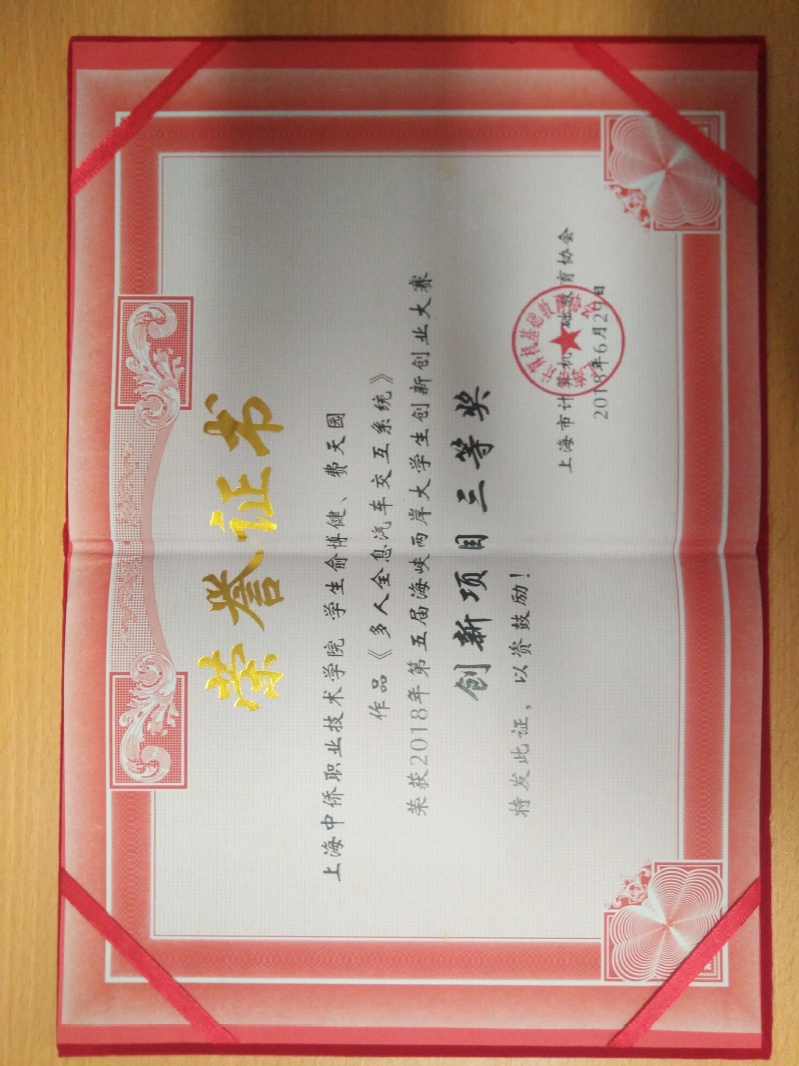 荣誉证书
上海中侨职业技术学院 学生俞博健、费天园
作品《多人全息汽车交互系统》
荣获2018年第五届海峡两岸大学生创新创业大赛
创新项目三等奖
特发此证，以资鼓励！
上海市计算机基础教育协会
2018年6月29日